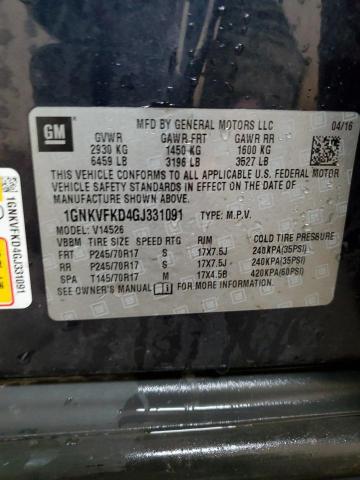 GM
MFD BY GENERAL MOTORS LLC 04/16
GVWR GAWR FRT GAWR RR
2930 KG 1450 KG 1600 KG
6459 LB 3196 LB 3527 LB
THIS VEHICLE CONFORMS TO ALL APPLICABLE U.S. FEDERAL MOTOR
VEHICLE SAFETY STANDARDS IN EFFECT ON THE DATE OF
MANUFACTURE SHOWN ABOVE.
1GNKVFKD4GJ331091 TYPE: M.P.V.
MODEL: V14526
VBBM TIRE SIZE SPEED RTG RIM COLD TIRE PRESSURE
FRT P245/70R17 S 17X7.5J 240KPA(35PSI)
RR P245/70R17 S 17X7.5J 240KPA(35PSI)
SPA T145/70R17 M 17X4.5B 420KPA(60PSI)
SEE OWNER'S MANUAL FOR MORE INFORMATION
1GNKVFKD4GJ331091